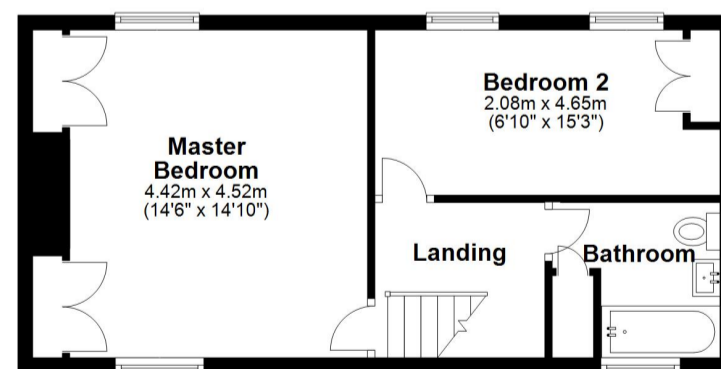 Master
Bedroom
4.42m x 4.52m
(14'6" x 14'10")
Bedroom 2
2.08m x 4.65m
(6'10" x 15'3")
Landing
Bathroom